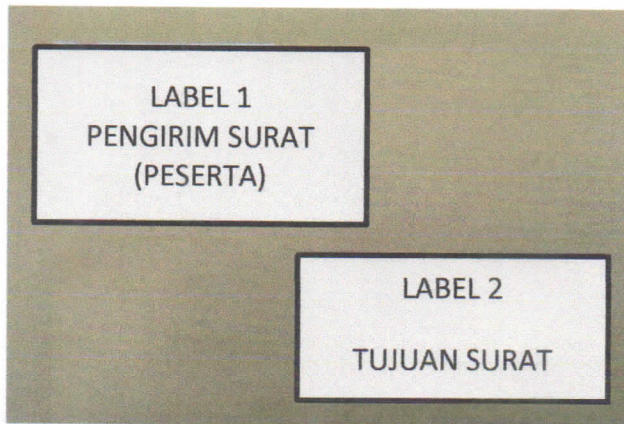 LABEL 1
PENGIRIM SURAT
(PESERTA)
LABEL 2
TUJUAN SURAT